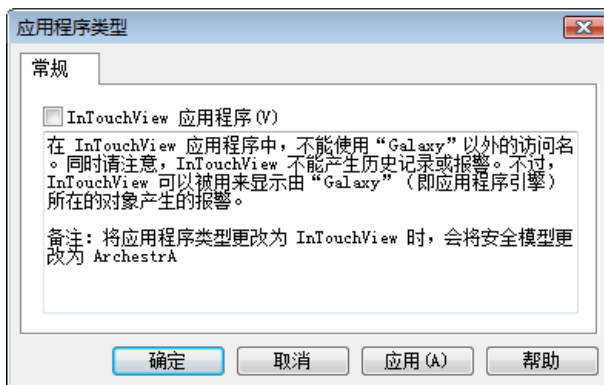 应用程序类型
常规
InTouchView 应用程序(V)
在 InTouchView 应用程序中，不能使用“Galaxy”以外的访问名
。同时请注意，InTouchView 不能产生历史记录或报警。不过，
InTouchView 可以被用来显示由“Galaxy”（即应用程序引擎）
所在的对象产生的报警。
备注：将应用程序类型更改为 InTouchView 时，会将安全模型更
改为 ArchestrA
确定 取消 应用(A) 帮助